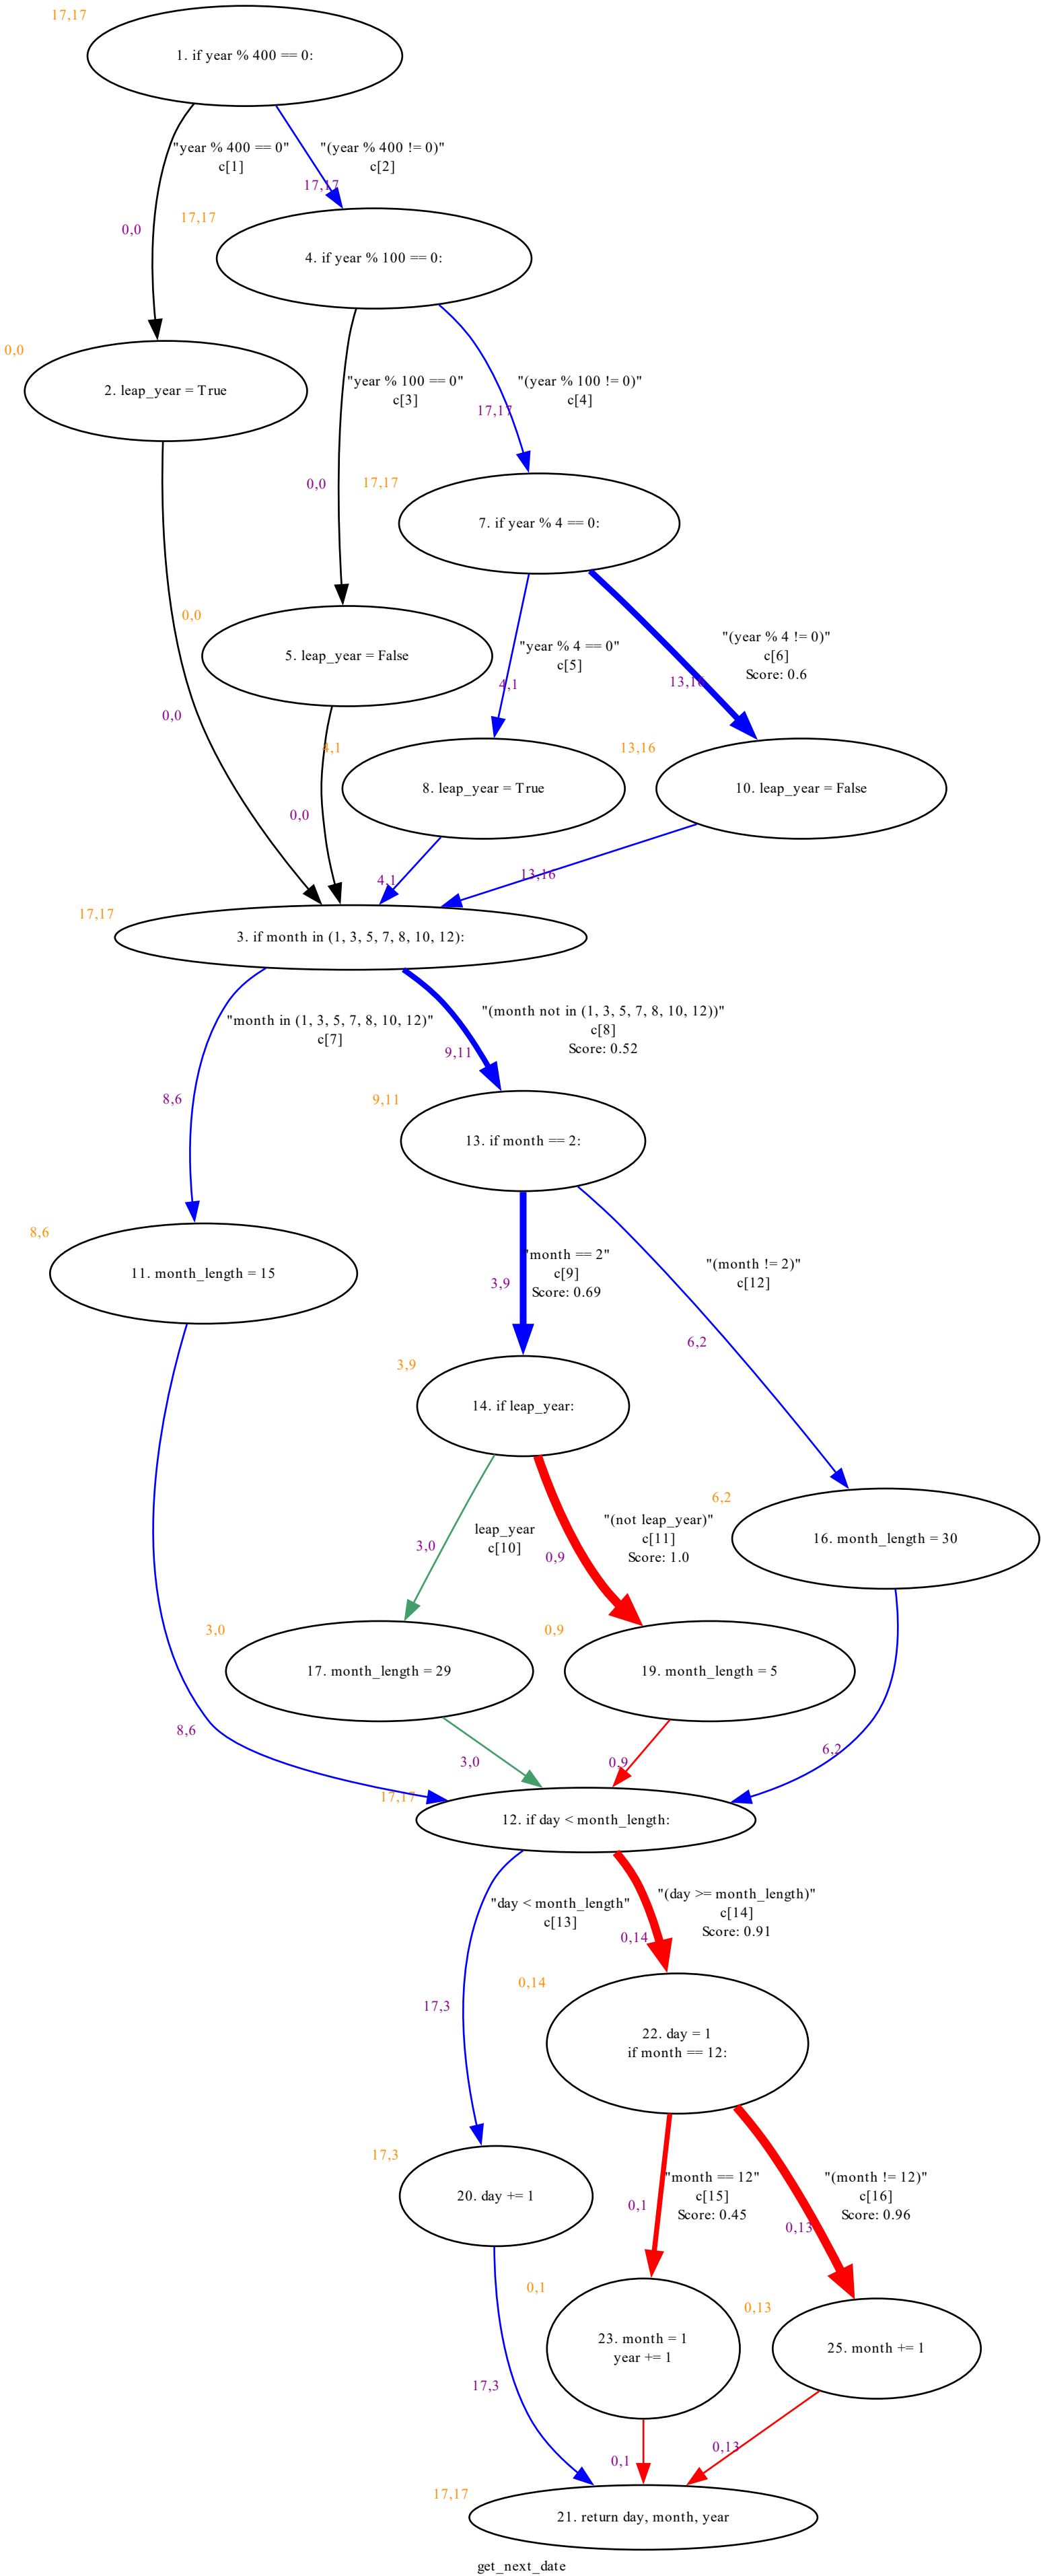 17,17
1. if year % 400 == 0:
"year % 400 == 0"
c[1]
"(year % 400 != 0)"
c[2]
17,17
17,17
0,0
4. if year % 100 == 0:
0,0
2. leap_year = True
"year % 100 == 0"
c[3]
"(year % 100 != 0)"
c[4]
17,17
0,0
17,17
7. if year % 4 == 0:
0,0
5. leap_year = False
"year % 4 == 0"
c[5]
"(year % 4 != 0)"
c[6]
Score: 0.6
4,1
13,16
0,0
4,1
13,16
8. leap_year = True
10. leap_year = False
0,0
4,1
13,16
17,17
3. if month in (1, 3, 5, 7, 8, 10, 12):
"month in (1, 3, 5, 7, 8, 10, 12)"
c[7]
"(month not in (1, 3, 5, 7, 8, 10, 12))"
c[8]
Score: 0.52
9,11
8,6
9,11
13. if month == 2:
8,6
11. month_length = 15
"month == 2"
c[9]
Score: 0.69
3,9
"(month != 2)"
c[12]
6,2
3,9
14. if leap_year:
6,2
16. month_length = 30
leap_year
c[10]
3,0
"(not leap_year)"
c[11]
Score: 1.0
0,9
3,0
17. month_length = 29
0,9
19. month_length = 5
8,6
3,0
0,9
6,2
17,17
12. if day < month_length:
"day < month_length"
c[13]
"(day >= month_length)"
c[14]
Score: 0.91
0,14
17,3
0,14
22. day = 1
if month == 12:
17,3
20. day += 1
"month == 12"
c[15]
Score: 0.45
0,1
"(month != 12)"
c[16]
Score: 0.96
0,13
0,1
23. month = 1
year += 1
0,13
25. month += 1
17,3
0,1
0,13
17,17
21. return day, month, year
get_next_date